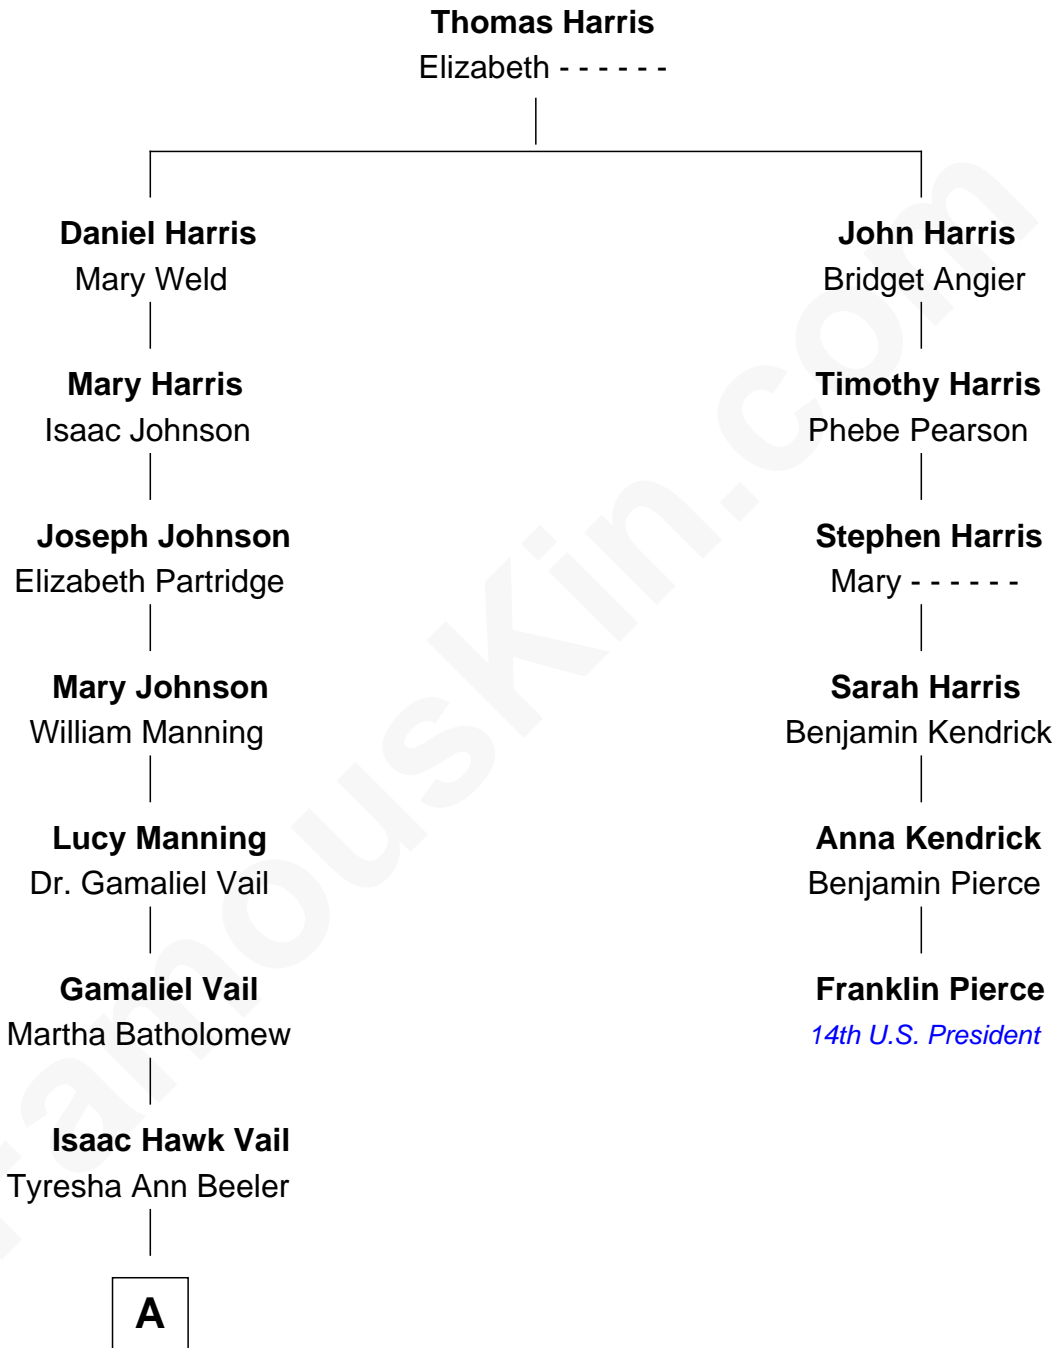 Thomas Harris
Elizabeth - - - - - -
Daniel Harris
Mary Weld
John Harris
Bridget Angier
Mary Harris
Isaac Johnson
Timothy Harris
Phebe Pearson
Joseph Johnson
Elizabeth Partridge
Stephen Harris
Mary - - - - - -
Mary Johnson
William Manning
Sarah Harris
Benjamin Kendrick
Lucy Manning
Dr. Gamaliel Vail
Anna Kendrick
Benjamin Pierce
Gamaliel Vail
Martha Batholomew
Franklin Pierce
14th U.S. President
Isaac Hawk Vail
Tyresha Ann Beeler
A
FamousKin.com